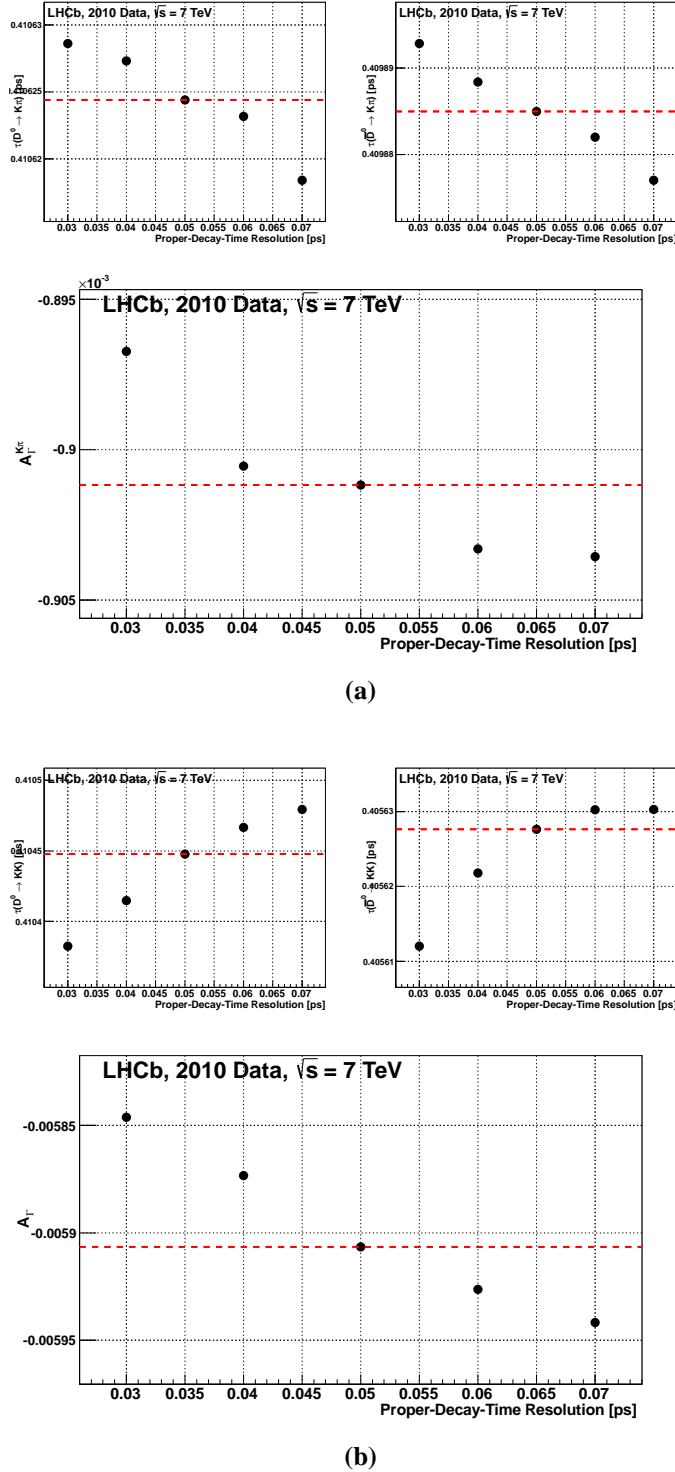 LHCb, 2010 Data, √s = 7 TeV
0.41063
0.410625
0.41062
τ(D⁰ → Kπ) [ps]
0.03 0.035 0.04 0.045 0.05 0.055 0.06 0.065 0.07
Proper-Decay-Time Resolution [ps]
LHCb, 2010 Data, √s = 7 TeV
0.40989
0.40988
τ(D̅⁰ → Kπ) [ps]
0.03 0.035 0.04 0.045 0.05 0.055 0.06 0.065 0.07
Proper-Decay-Time Resolution [ps]
×10⁻³
LHCb, 2010 Data, √s = 7 TeV
-0.895
-0.9
-0.905
A_Γ^Kπ
0.03 0.035 0.04 0.045 0.05 0.055 0.06 0.065 0.07
Proper-Decay-Time Resolution [ps]
(a)
LHCb, 2010 Data, √s = 7 TeV
0.4105
0.41045
0.4104
τ(D⁰ → KK) [ps]
0.03 0.035 0.04 0.045 0.05 0.055 0.06 0.065 0.07
Proper-Decay-Time Resolution [ps]
LHCb, 2010 Data, √s = 7 TeV
0.40563
0.40562
0.40561
τ(D̅⁰ → KK) [ps]
0.03 0.035 0.04 0.045 0.05 0.055 0.06 0.065 0.07
Proper-Decay-Time Resolution [ps]
LHCb, 2010 Data, √s = 7 TeV
-0.00585
-0.0059
-0.00595
A_Γ
0.03 0.035 0.04 0.045 0.05 0.055 0.06 0.065 0.07
Proper-Decay-Time Resolution [ps]
(b)